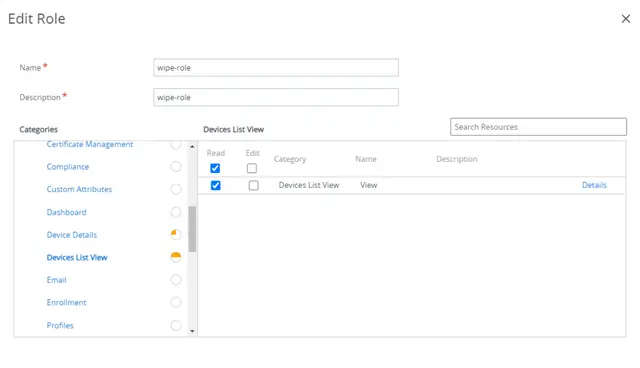 Edit Role
Name *
wipe-role
Description *
wipe-role
Categories
Devices List View
Search Resources
Certificate Management
Compliance
Custom Attributes
Dashboard
Device Details
Devices List View
Email
Enrollment
Profiles
Read Edit Category Name Description
Devices List View View Details